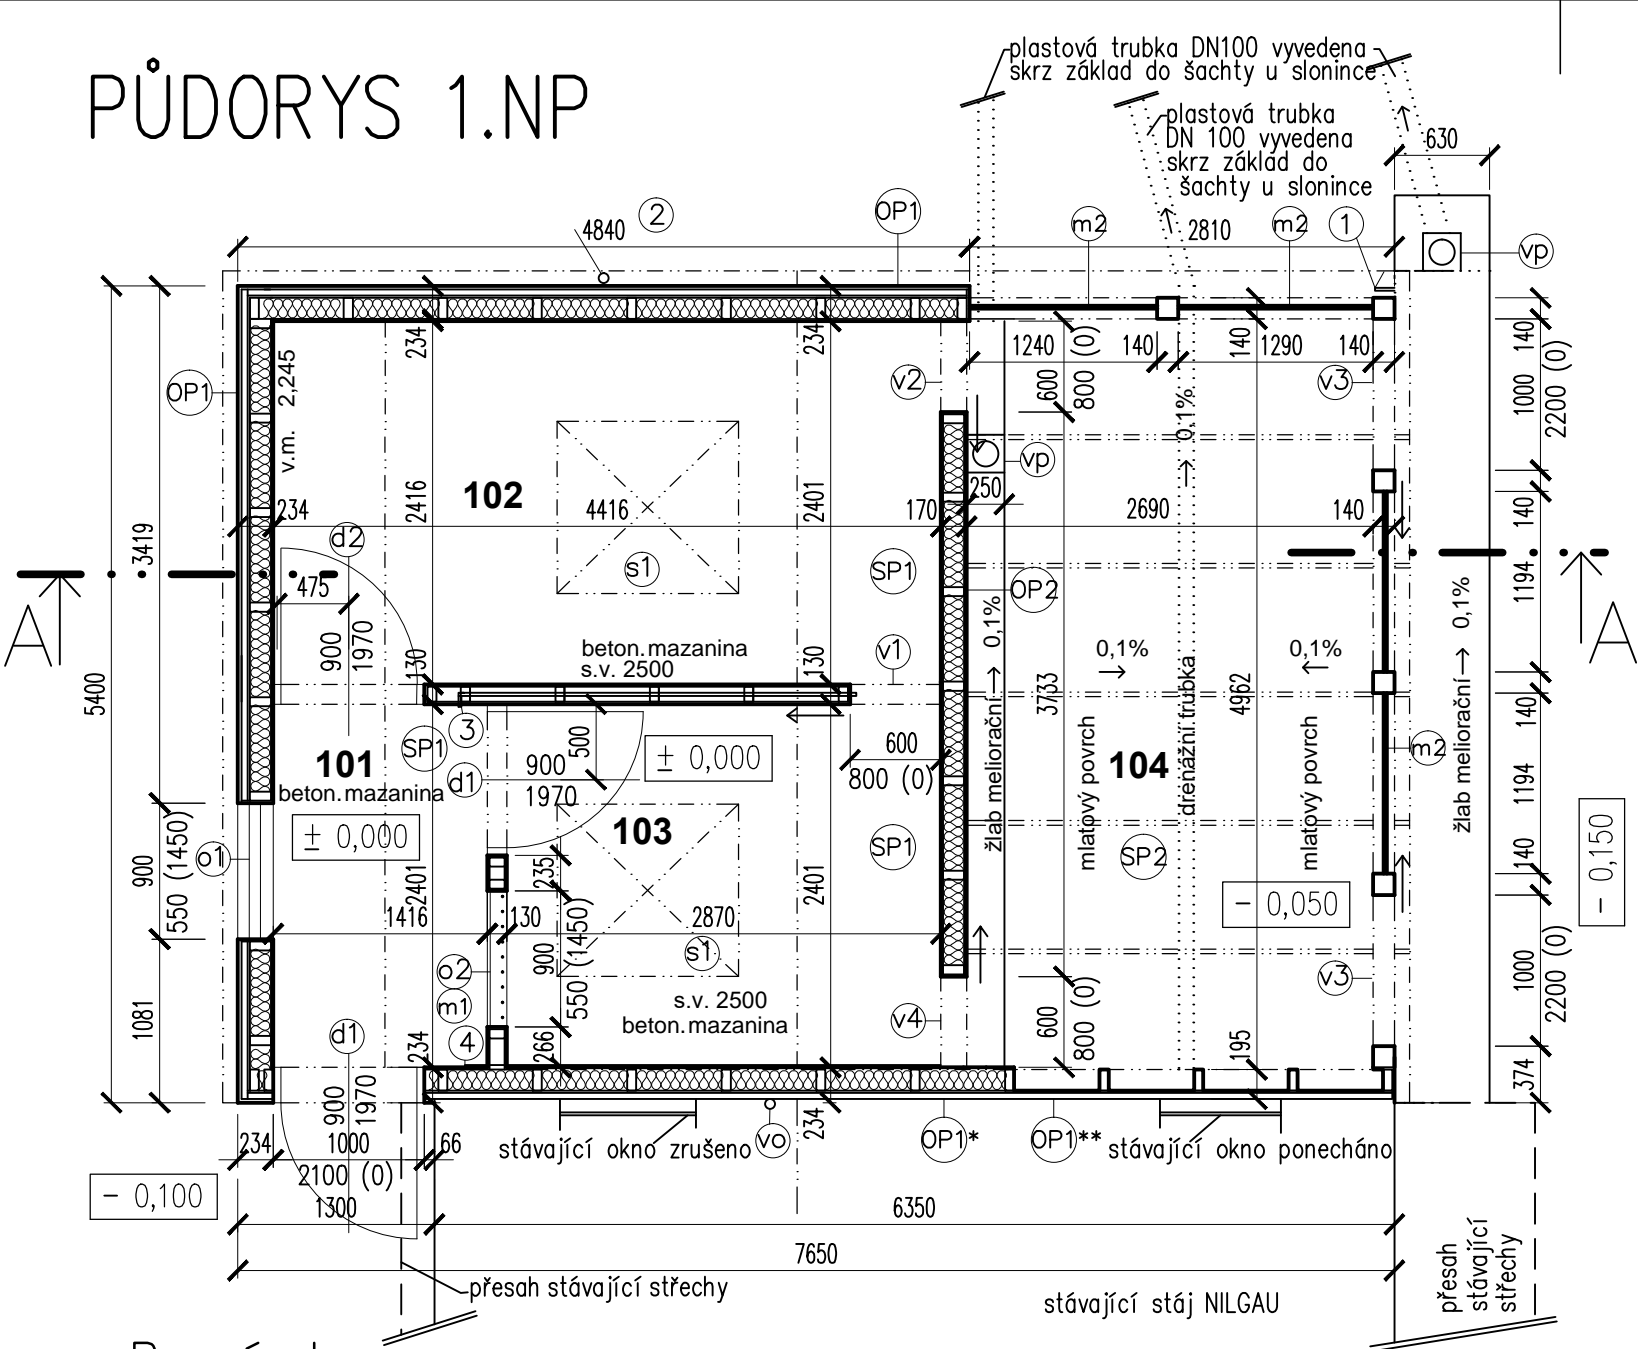 PŮDORYS 1.NP
plastová trubka DN100 vyvedena
skrz základ do šachty u slonince
plastová trubka
DN 100 vyvedena
skrz základ do
šachty u slonince
630
4840
2
OP1
m2
2810
m2
1
vp
234
234
1240
140
140
1290
140
140
600
800 (0)
v2
v3
1000
2200 (0)
OP1
v.m. 2,245
0,1%
vp
250
102
234
2416
4416
2401
170
2690
140
140
d2
3419
s1
SP1
OP2
475
900
1970
A
A
1194
0,1%
0,1%
0,1%
0,1%
beton.mazanina
s.v. 2500
130
130
v1
5400
3733
4962
žlab meliorační
drenážní trubka
žlab meliorační
140
3
SP1
500
± 0,000
600
800 (0)
101
beton.mazanina
d1
900
1970
mlatový povrch
104
mlatový povrch
m2
1194
± 0,000
103
SP1
SP2
o1
900
550 (1450)
235
2401
2401
140
- 0,150
- 0,050
1416
130
2870
900
550 (1450)
o2
m1
s1
s.v. 2500
beton.mazanina
v3
1000
2200 (0)
1081
d1
234
4
266
v4
600
800 (0)
195
374
900
1970
234
234
1000
2100 (0)
66
stávající okno zrušeno
vo
OP1*
OP1**
stávající okno ponecháno
- 0,100
1300
6350
7650
přesah stávající střechy
stávající stáj NILGAU
přesah
stávající
střechy